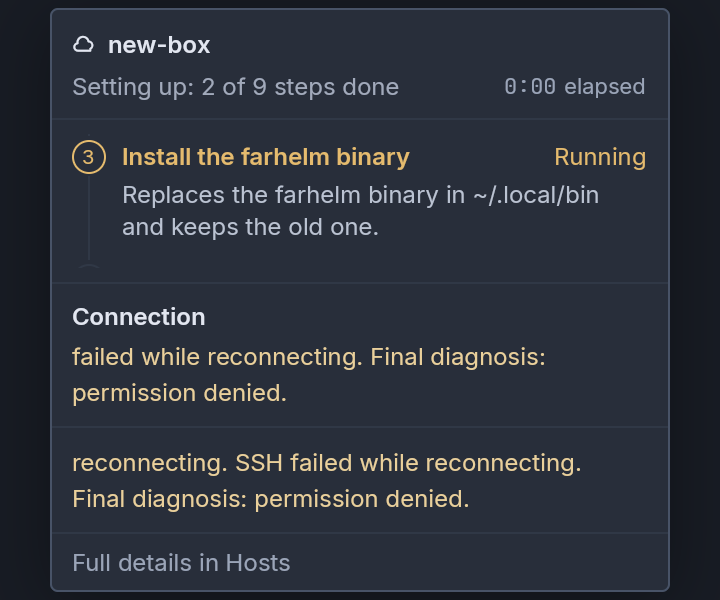 new-box
Setting up: 2 of 9 steps done 0:00 elapsed
3 Install the farhelm binary Running
Replaces the farhelm binary in ~/.local/bin
and keeps the old one.
Connection
failed while reconnecting. Final diagnosis:
permission denied.
reconnecting. SSH failed while reconnecting.
Final diagnosis: permission denied.
Full details in Hosts